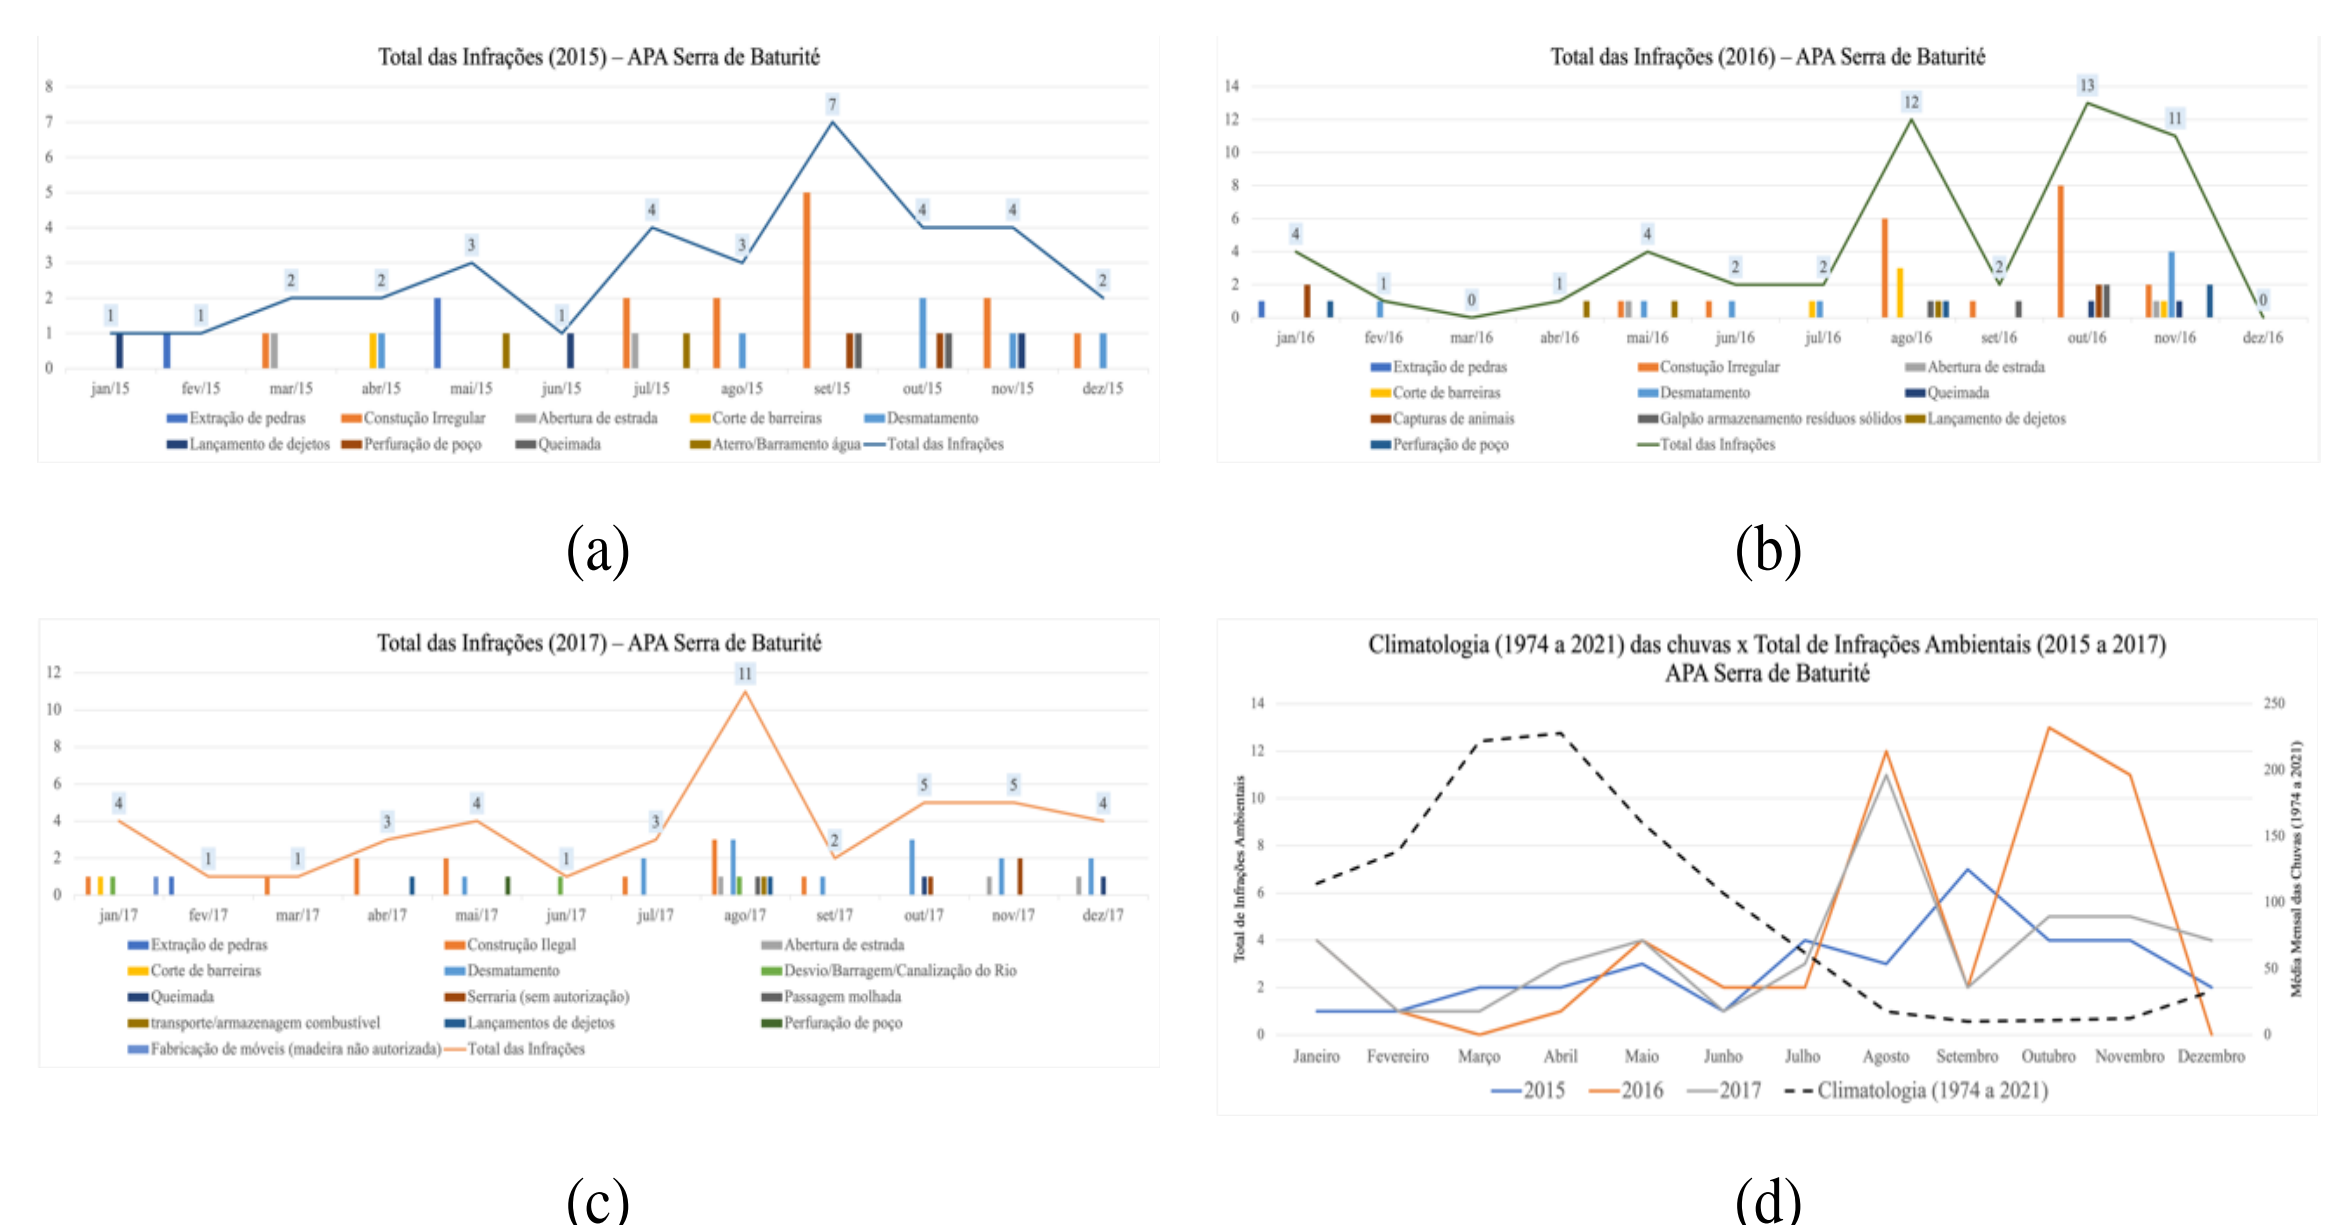 Total das Infrações (2015) – APA Serra de Baturité
8
7
6
5
4
3
2
1
0
1
1
2
2
3
1
4
3
7
4
4
2
jan/15 fev/15 mar/15 abr/15 mai/15 jun/15 jul/15 ago/15 set/15 out/15 nov/15 dez/15
Extração de pedras Constução Irregular Abertura de estrada Corte de barreiras Desmatamento
Lançamento de dejetos Perfuração de poço Queimada Aterro/Barramento água Total das Infrações
(a)
Total das Infrações (2016) – APA Serra de Baturité
14
12
10
8
6
4
2
0
4
1
0
1
4
2
2
12
2
13
11
0
jan/16 fev/16 mar/16 abr/16 mai/16 jun/16 jul/16 ago/16 set/16 out/16 nov/16 dez/16
Extração de pedras Constução Irregular Abertura de estrada
Corte de barreiras Desmatamento Queimada
Capturas de animais Galpão armazenamento resíduos sólidos Lançamento de dejetos
Perfuração de poço Total das Infrações
(b)
Total das Infrações (2017) – APA Serra de Baturité
12
10
8
6
4
2
0
4
1
1
3
4
1
3
11
2
5
5
4
jan/17 fev/17 mar/17 abr/17 mai/17 jun/17 jul/17 ago/17 set/17 out/17 nov/17 dez/17
Extração de pedras Construção Ilegal Abertura de estrada
Corte de barreiras Desmatamento Desvio/Barragem/Canalização do Rio
Queimada Serraria (sem autorização) Passagem molhada
transporte/armazenagem combustível Lançamentos de dejetos Perfuração de poço
Fabricação de móveis (madeira não autorizada) Total das Infrações
(c)
Climatologia (1974 a 2021) das chuvas x Total de Infrações Ambientais (2015 a 2017)
APA Serra de Baturité
Total de Infrações Ambientais
14
12
10
8
6
4
2
0
250
200
150
100
50
0
Média Mensal das Chuvas (1974 a 2021)
Janeiro Fevereiro Março Abril Maio Junho Julho Agosto Setembro Outubro Novembro Dezembro
2015 2016 2017 Climatologia (1974 a 2021)
(d)